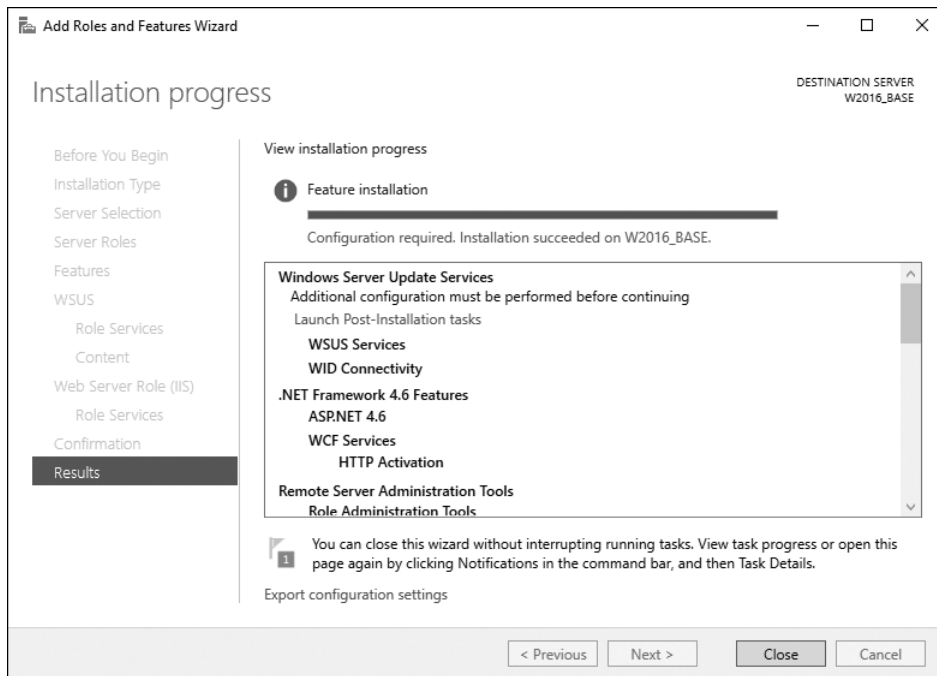 Add Roles and Features Wizard
Installation progress
DESTINATION SERVER
W2016_BASE
Before You Begin
Installation Type
Server Selection
Server Roles
Features
WSUS
Role Services
Content
Web Server Role (IIS)
Role Services
Confirmation
Results
View installation progress
Feature installation
Configuration required. Installation succeeded on W2016_BASE.
Windows Server Update Services
Additional configuration must be performed before continuing
Launch Post-Installation tasks
WSUS Services
WID Connectivity
.NET Framework 4.6 Features
ASP.NET 4.6
WCF Services
HTTP Activation
Remote Server Administration Tools
Role Administration Tools
1
You can close this wizard without interrupting running tasks. View task progress or open this
page again by clicking Notifications in the command bar, and then Task Details.
Export configuration settings
< Previous
Next >
Close
Cancel